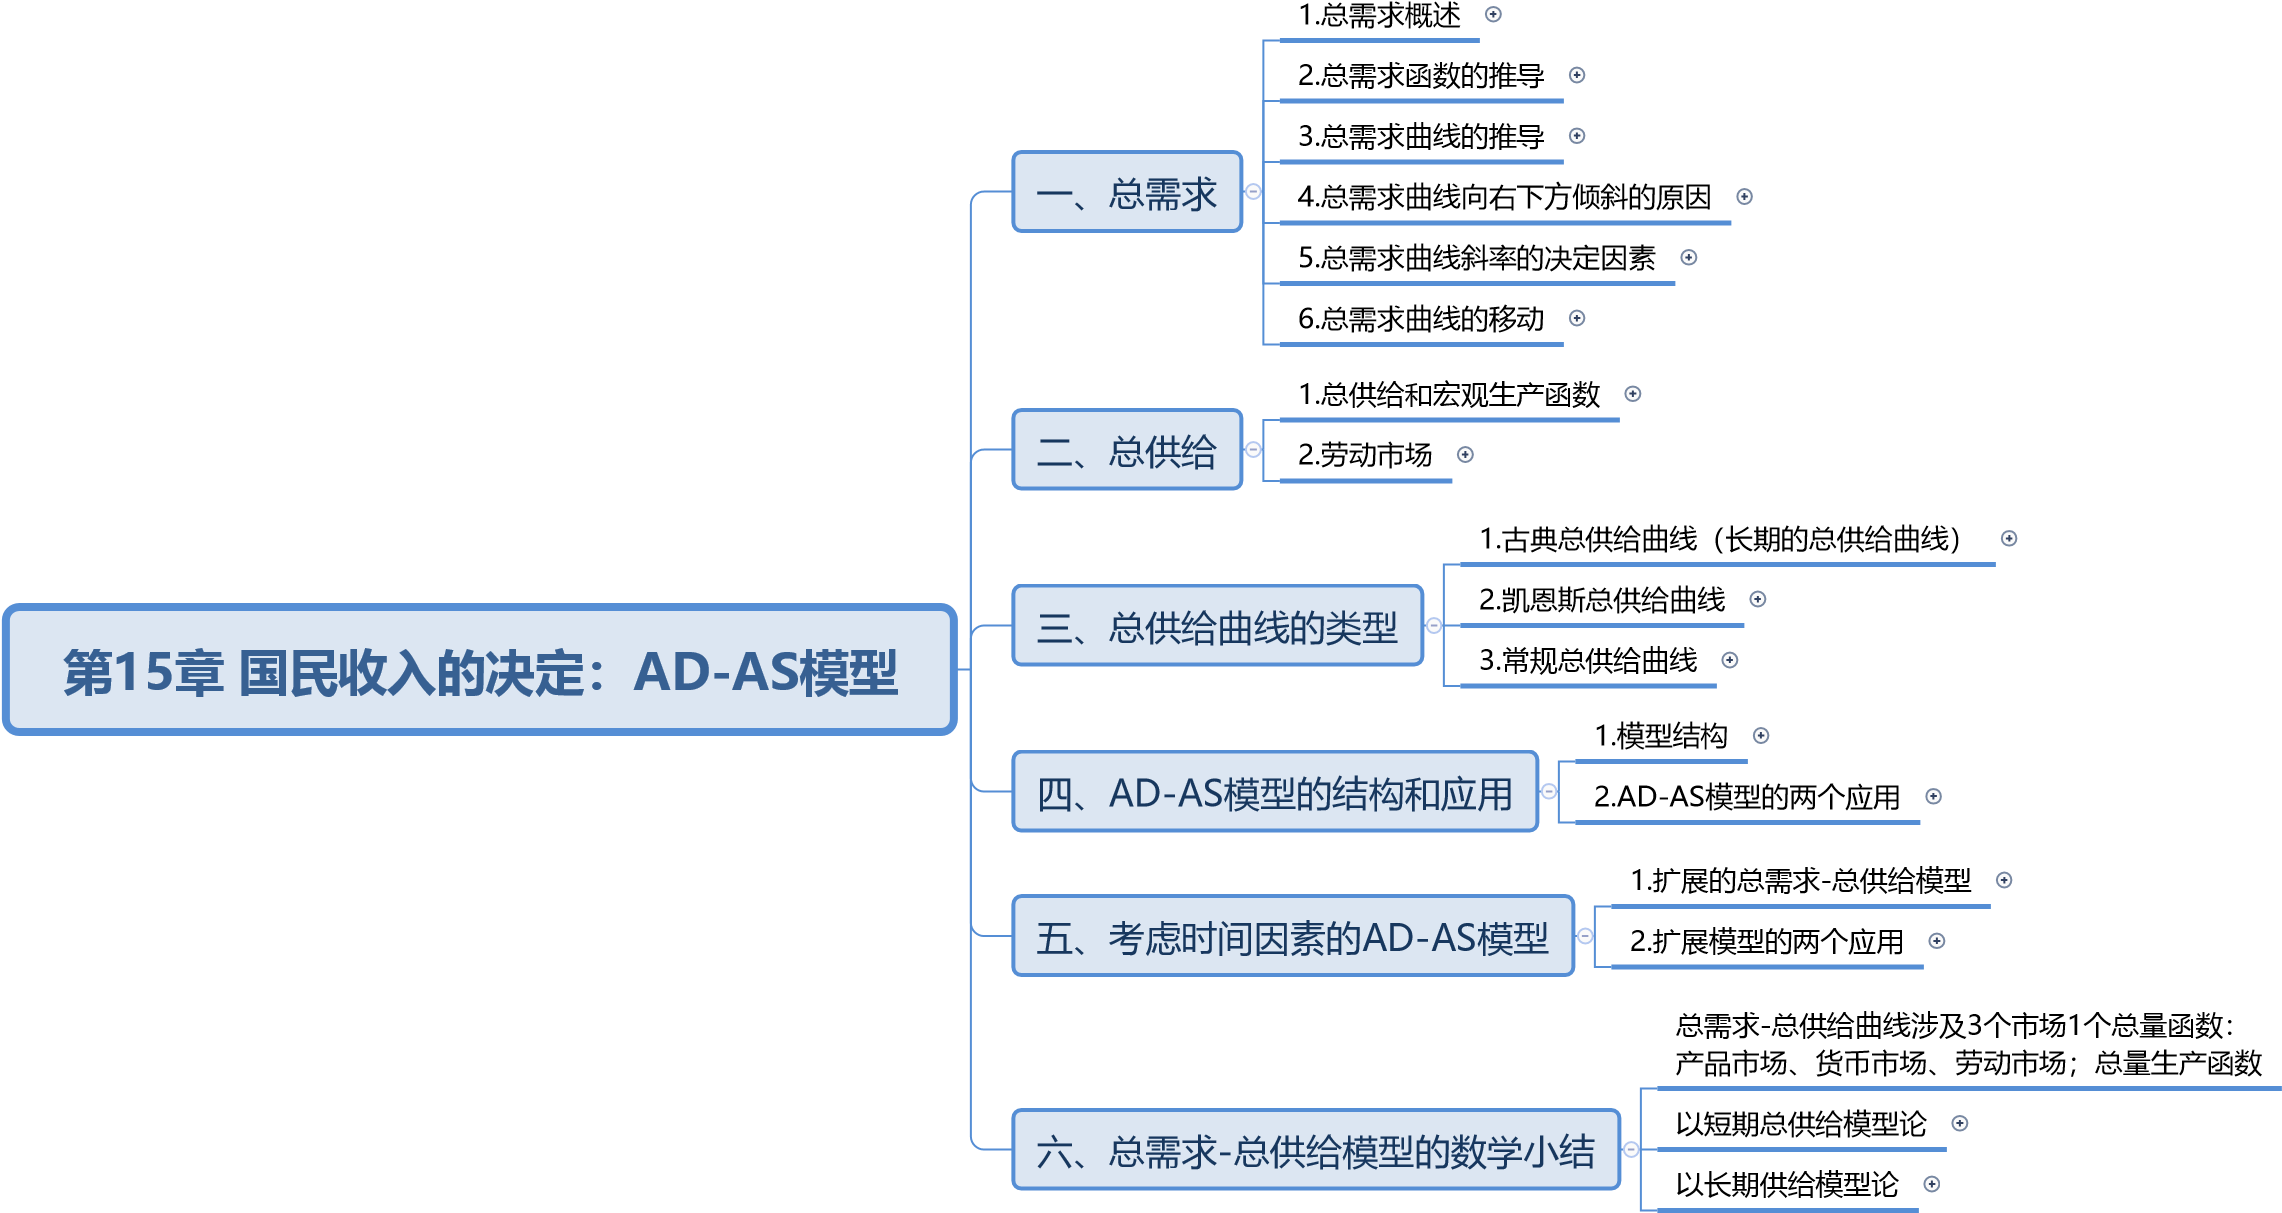 第15章 国民收入的决定：AD-AS模型
一、总需求
1.总需求概述
2.总需求函数的推导
3.总需求曲线的推导
4.总需求曲线向右下方倾斜的原因
5.总需求曲线斜率的决定因素
6.总需求曲线的移动
二、总供给
1.总供给和宏观生产函数
2.劳动市场
三、总供给曲线的类型
1.古典总供给曲线（长期的总供给曲线）
2.凯恩斯总供给曲线
3.常规总供给曲线
四、AD-AS模型的结构和应用
1.模型结构
2.AD-AS模型的两个应用
五、考虑时间因素的AD-AS模型
1.扩展的总需求-总供给模型
2.扩展模型的两个应用
六、总需求-总供给模型的数学小结
总需求-总供给曲线涉及3个市场1个总量函数：
产品市场、货币市场、劳动市场；总量生产函数
以短期总供给模型论
以长期供给模型论